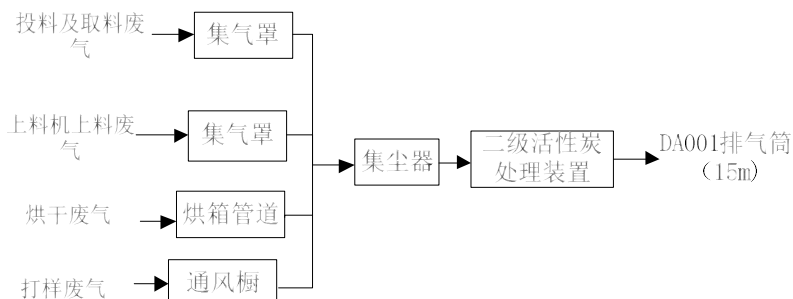 投料及取料废
气
集气罩
上料机上料废
气
集气罩
集尘器
二级活性炭
处理装置
DA001排气筒
（15m）
烘干废气
烘箱管道
打样废气
通风橱